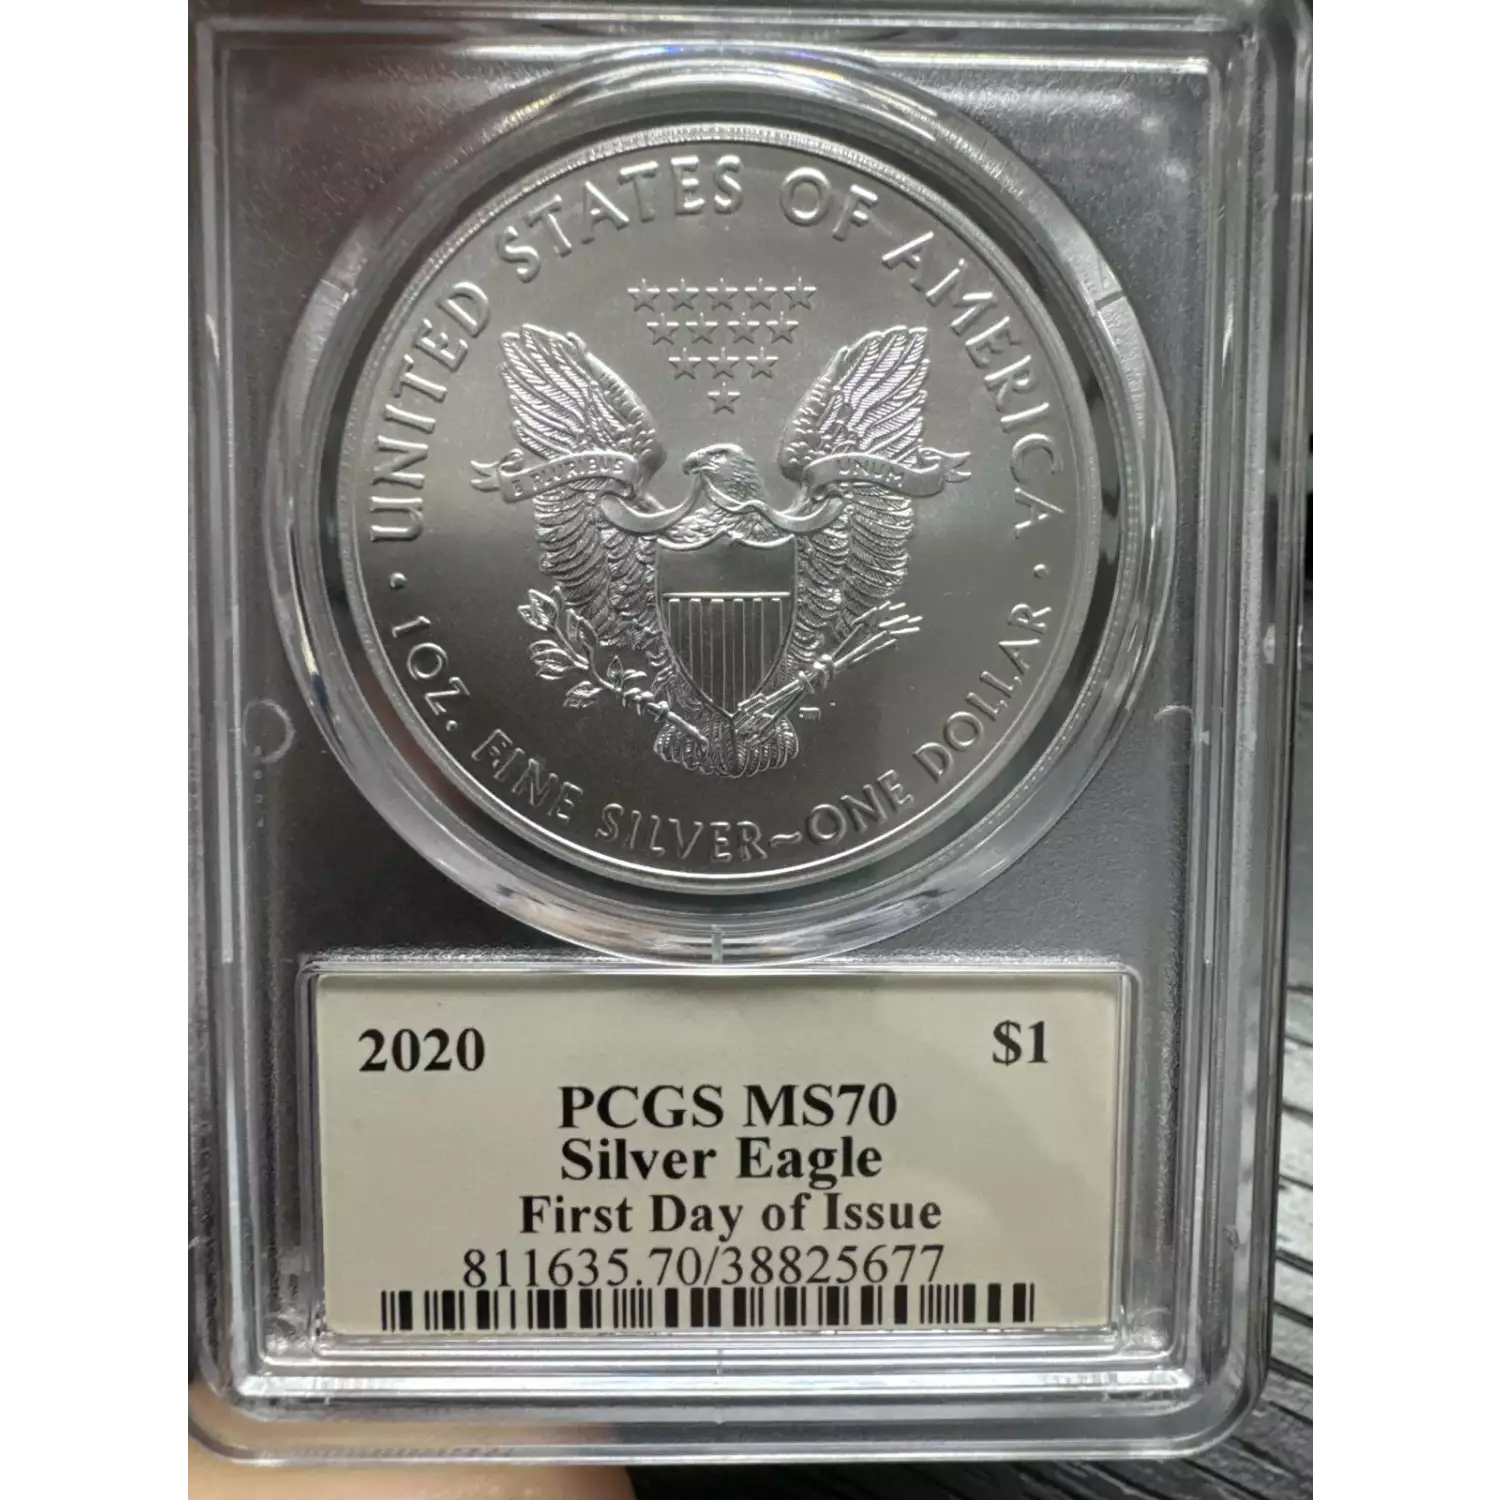 UNITED STATES OF AMERICA
E PLURIBUS UNUM
· 1 OZ. FINE SILVER~ONE DOLLAR ·
2020 $1
PCGS MS70
Silver Eagle
First Day of Issue
811635.70/38825677